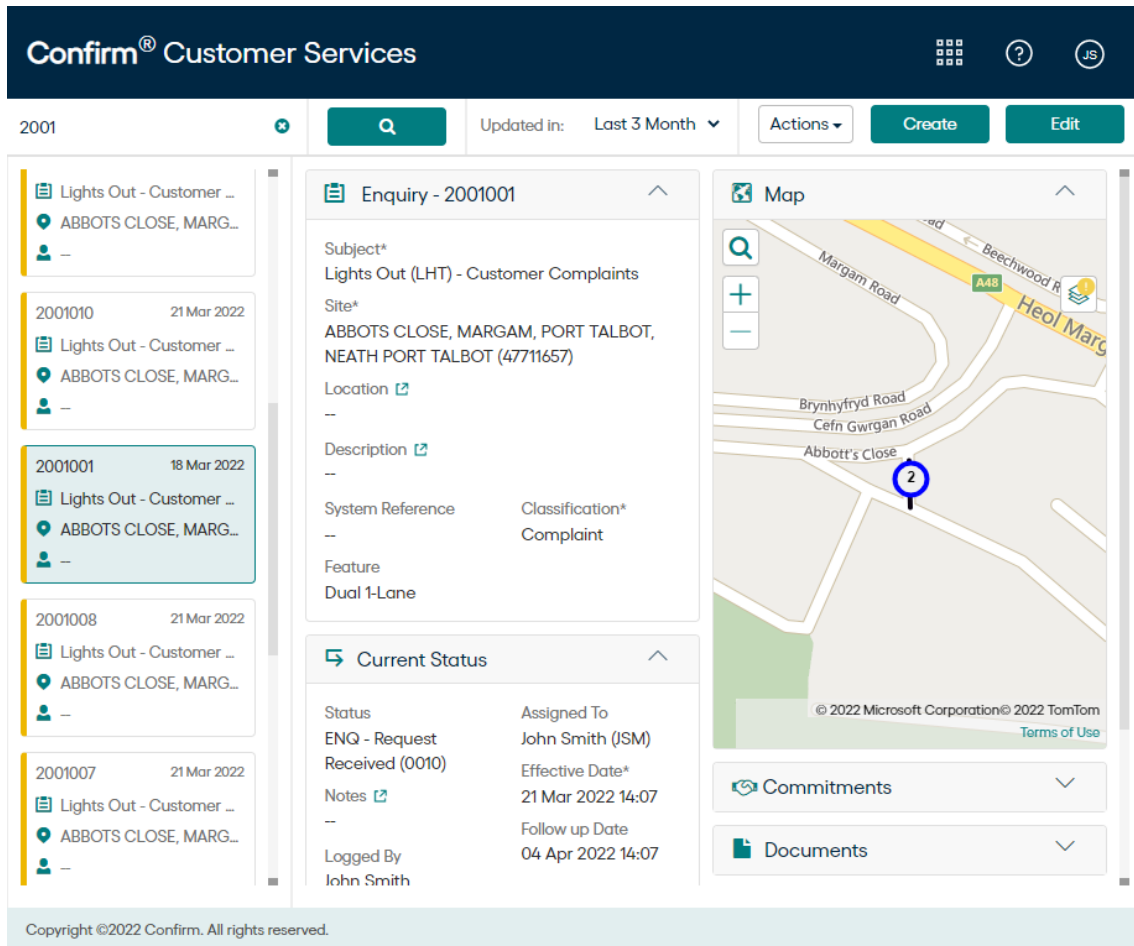 Confirm® Customer Services
JS
2001
Updated in:
Last 3 Month
Actions
Create
Edit
Lights Out - Customer ...
ABBOTS CLOSE, MARG...
--
2001010
21 Mar 2022
Lights Out - Customer ...
ABBOTS CLOSE, MARG...
--
2001001
18 Mar 2022
Lights Out - Customer ...
ABBOTS CLOSE, MARG...
--
2001008
21 Mar 2022
Lights Out - Customer ...
ABBOTS CLOSE, MARG...
--
2001007
21 Mar 2022
Lights Out - Customer ...
ABBOTS CLOSE, MARG...
--
Enquiry - 2001001
Subject*
Lights Out (LHT) - Customer Complaints
Site*
ABBOTS CLOSE, MARGAM, PORT TALBOT,
NEATH PORT TALBOT (47711657)
Location
--
Description
--
System Reference
--
Classification*
Complaint
Feature
Dual 1-Lane
Current Status
Status
ENQ - Request
Received (0010)
Notes
--
Logged By
John Smith
Assigned To
John Smith (JSM)
Effective Date*
21 Mar 2022 14:07
Follow up Date
04 Apr 2022 14:07
Map
Margam Road
Beechwood R
A48
Heol Marg
Brynhyfryd Road
Cefn Gwrgan Road
Abbott's Close
2
© 2022 Microsoft Corporation© 2022 TomTom
Terms of Use
Commitments
Documents
Copyright ©2022 Confirm. All rights reserved.